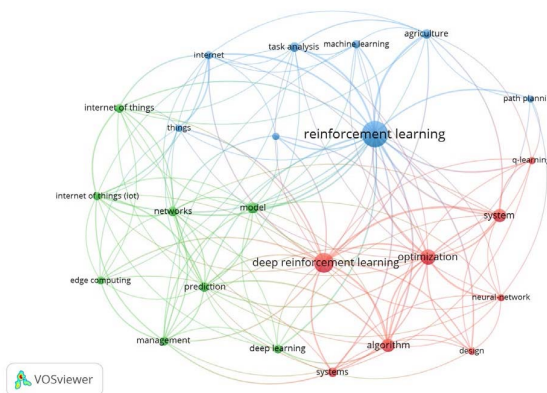 agriculture
machine learning
task analysis
internet
path planni
internet of things
things
reinforcement learning
q-learning
internet of things (iot)
networks
model
system
deep reinforcement learning
optimization
edge computing
prediction
neural-network
management
deep learning
algorithm
design
systems
VOSviewer